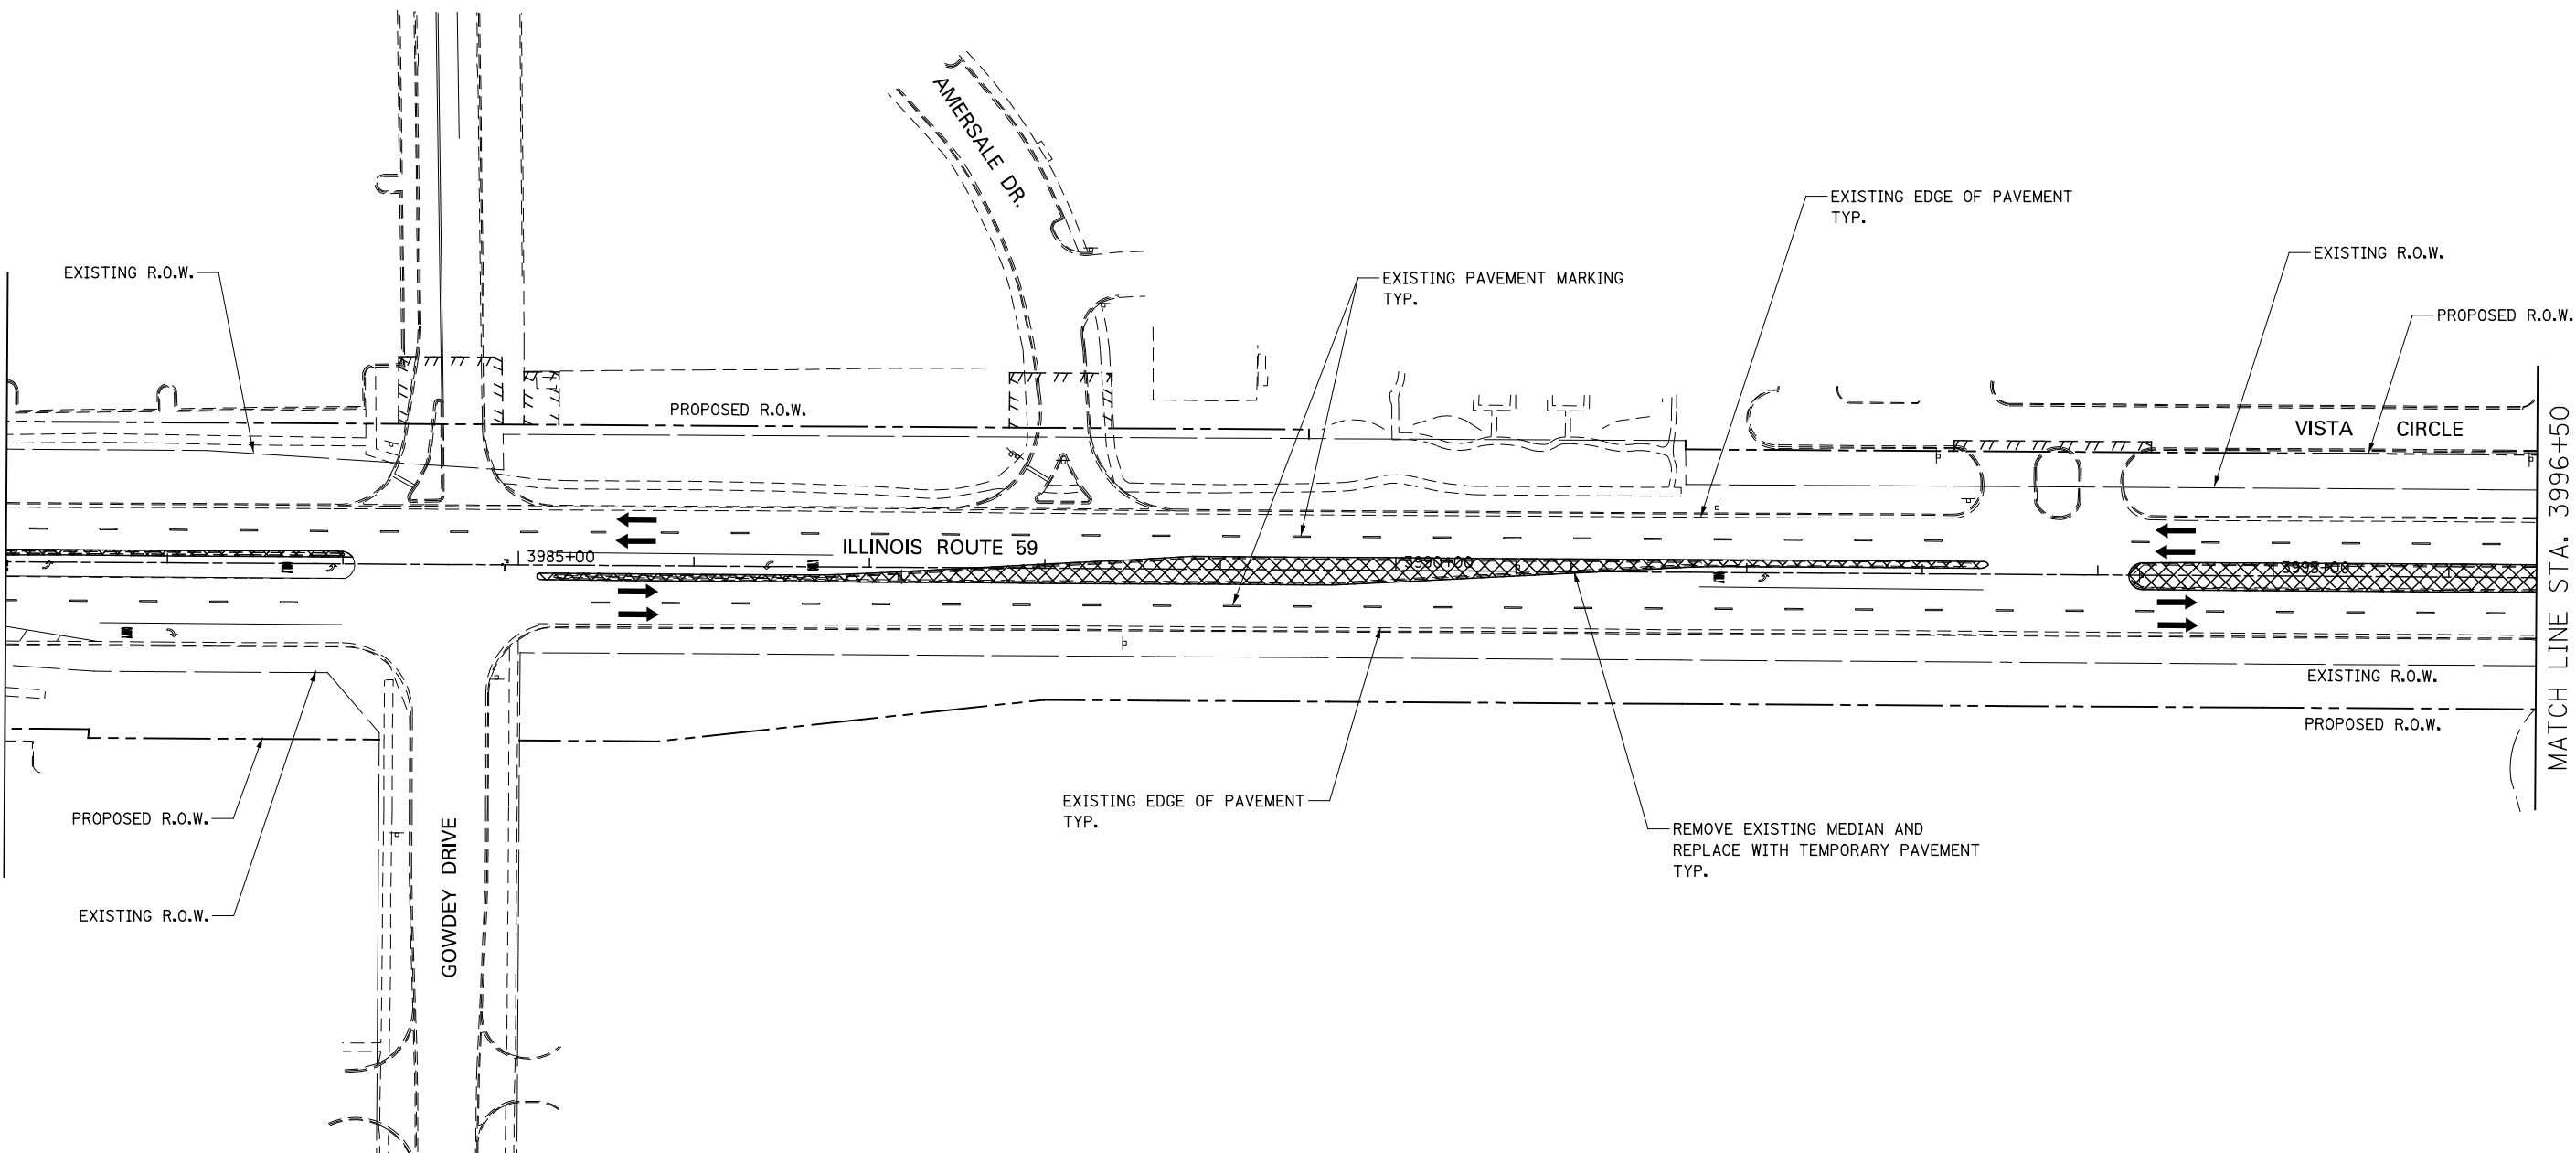 AMERSALE DR.
EXISTING EDGE OF PAVEMENT
TYP.
EXISTING R.O.W.
EXISTING R.O.W.
EXISTING PAVEMENT MARKING
TYP.
PROPOSED R.O.W.
PROPOSED R.O.W.
VISTA CIRCLE
MATCH LINE STA. 3996+50
ILLINOIS ROUTE 59
3985+00
3990+00
3995+00
EXISTING R.O.W.
PROPOSED R.O.W.
EXISTING EDGE OF PAVEMENT
TYP.
PROPOSED R.O.W.
REMOVE EXISTING MEDIAN AND
REPLACE WITH TEMPORARY PAVEMENT
TYP.
GOWDEY DRIVE
EXISTING R.O.W.